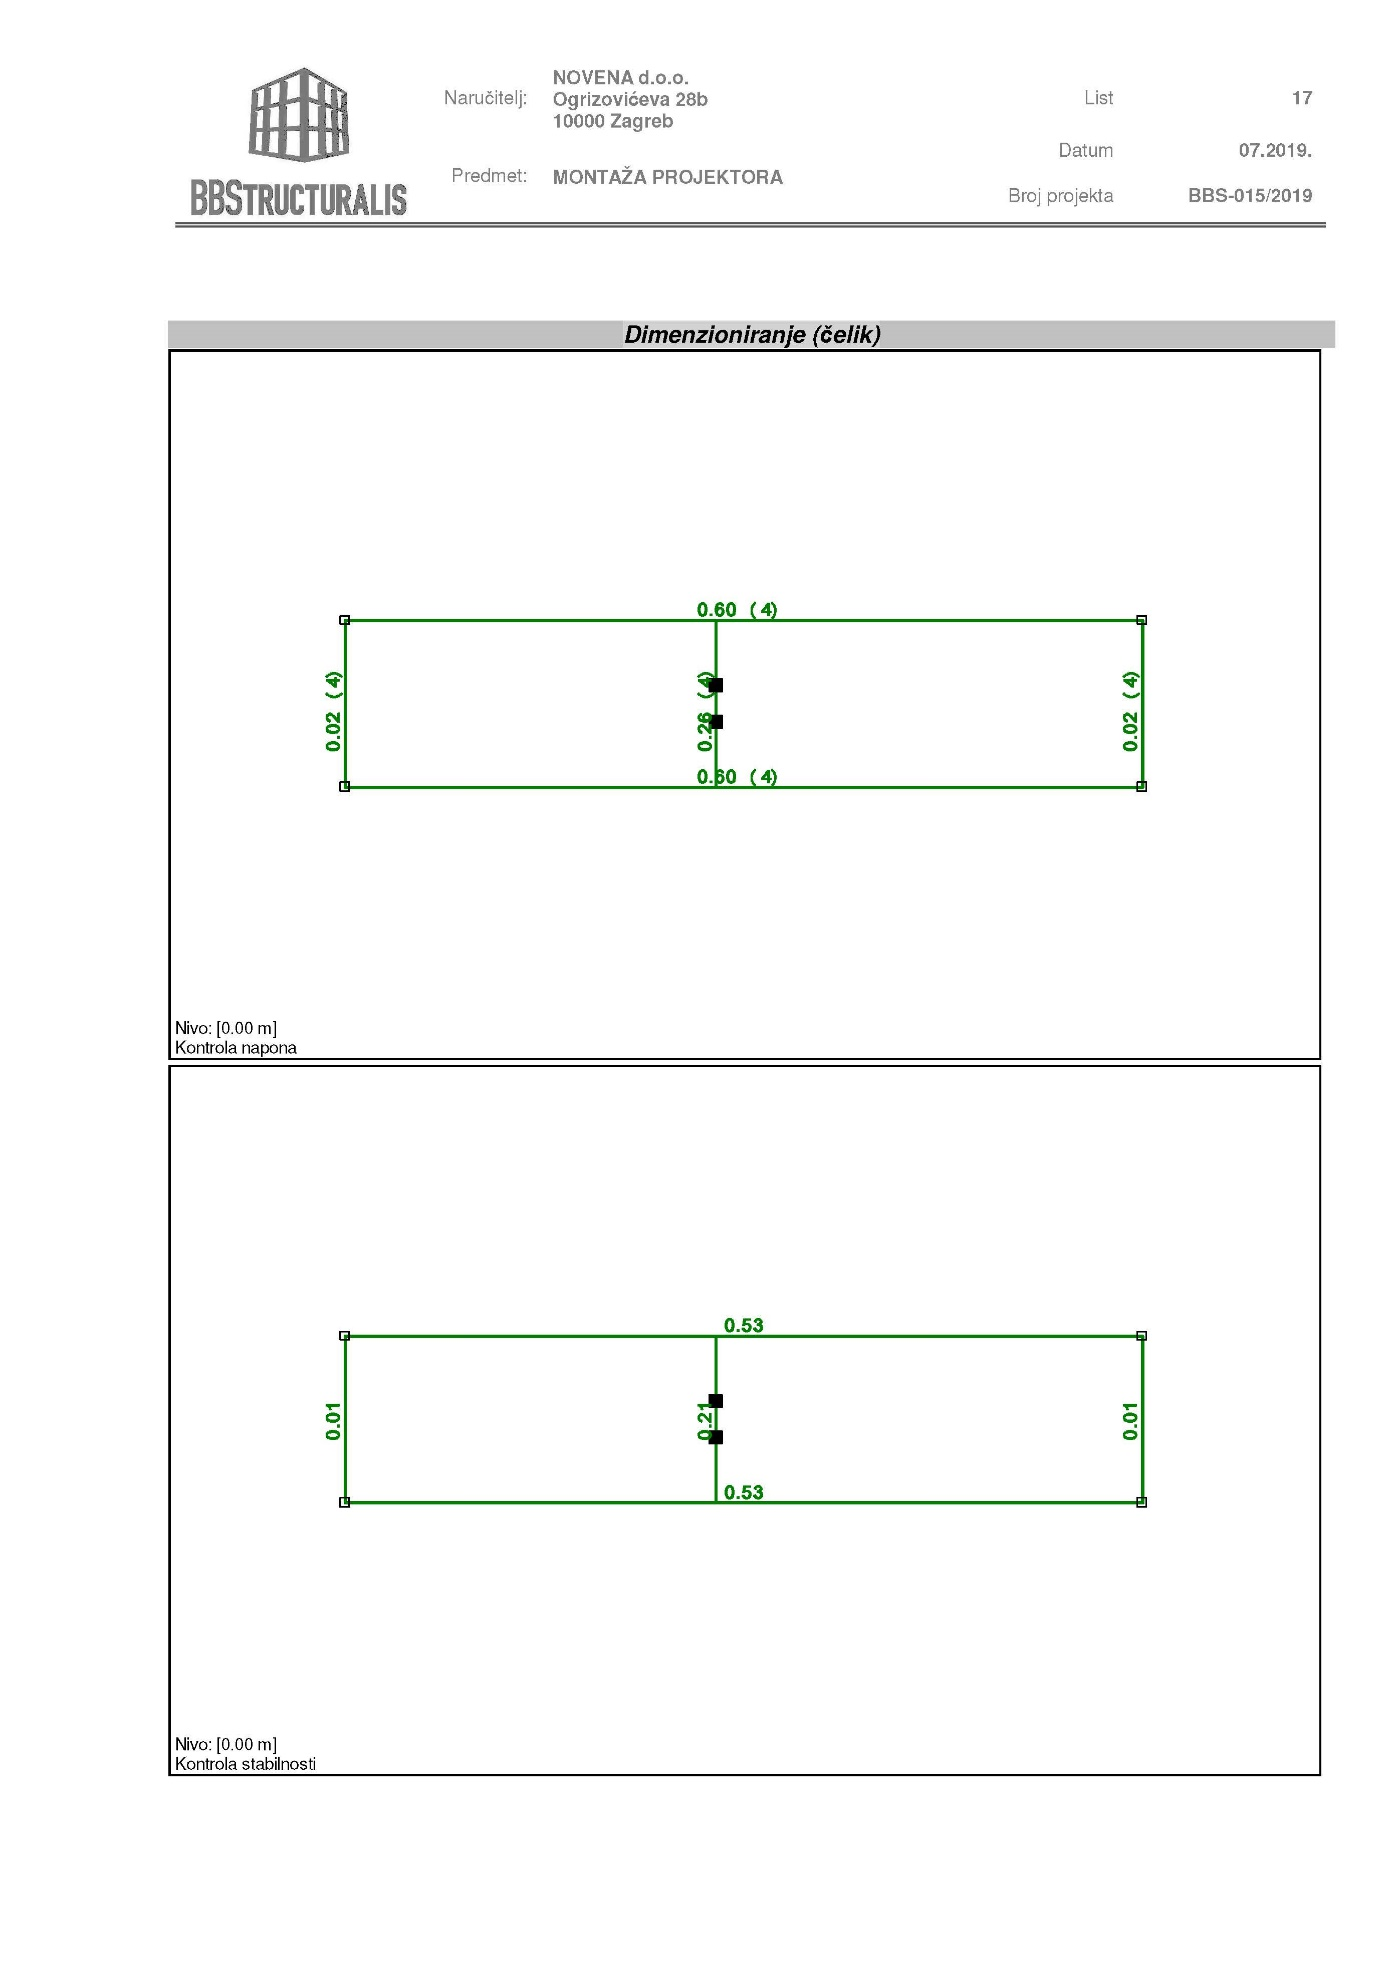 BBSTRUCTURALIS
Naručitelj:
NOVENA d.o.o.
Ogrizovićeva 28b
10000 Zagreb
Predmet:
MONTAŽA PROJEKTORA
List 17
Datum 07.2019.
Broj projekta BBS-015/2019
Dimenzioniranje (čelik)
0.60 ( 4)
0.02 ( 4)
0.26 ( 4)
0.02 ( 4)
0.60 ( 4)
Nivo: [0.00 m]
Kontrola napona
0.53
0.01
0.21
0.01
0.53
Nivo: [0.00 m]
Kontrola stabilnosti